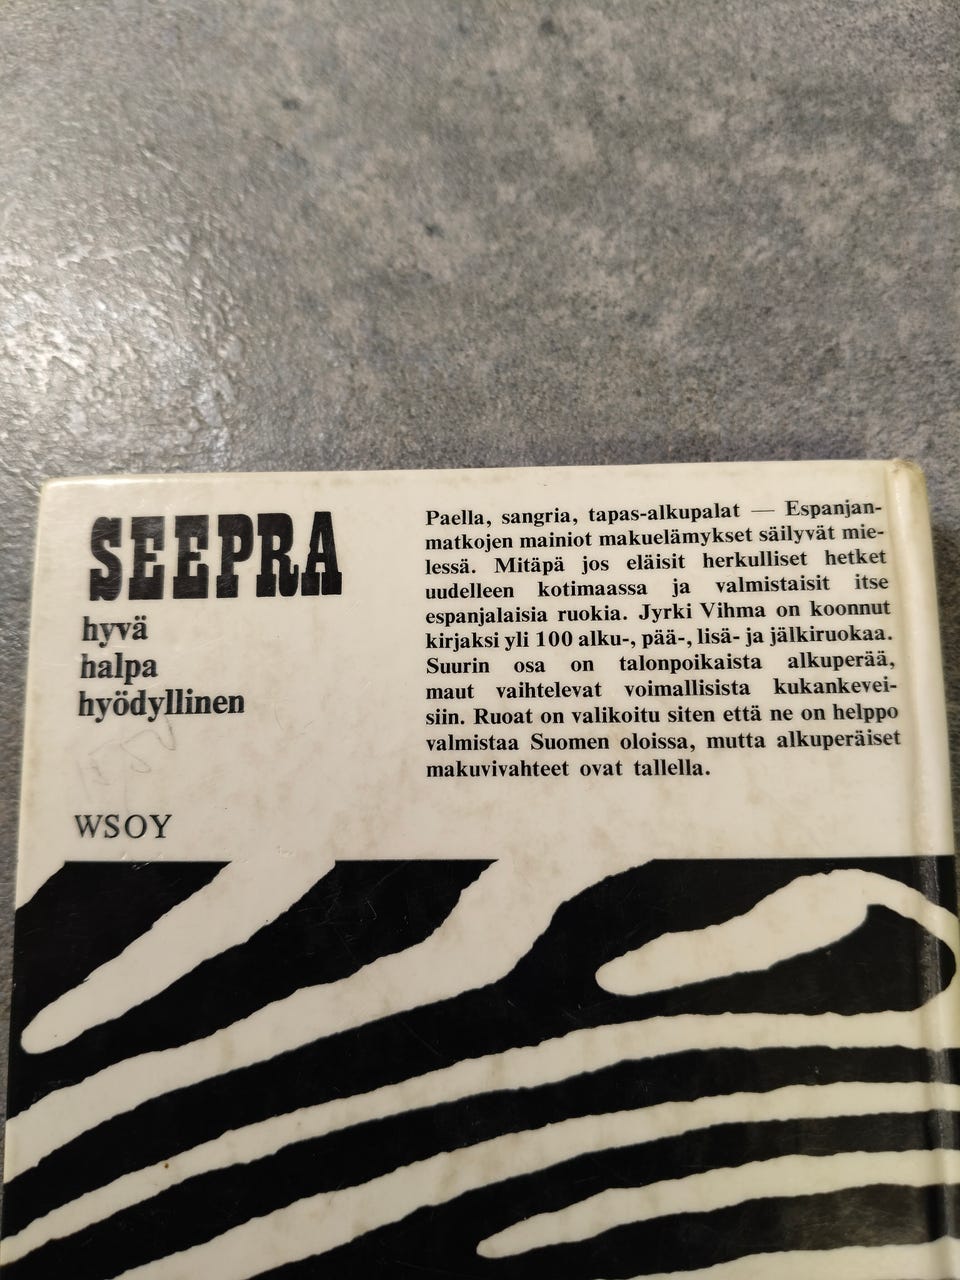 SEEPRA
hyvä
halpa
hyödyllinen
WSOY
Paella, sangria, tapas-alkupalat — Espanjan-
matkojen mainiot makuelämykset säilyvät mie-
lessä. Mitäpä jos eläisit herkulliset hetket
uudelleen kotimaassa ja valmistaisit itse
espanjalaisia ruokia. Jyrki Vihma on koonnut
kirjaksi yli 100 alku-, pää-, lisä- ja jälkiruokaa.
Suurin osa on talonpoikaista alkuperää,
maut vaihtelevat voimallisista kukankevei-
siin. Ruoat on valikoitu siten että ne on helppo
valmistaa Suomen oloissa, mutta alkuperäiset
makuvivahteet ovat tallella.